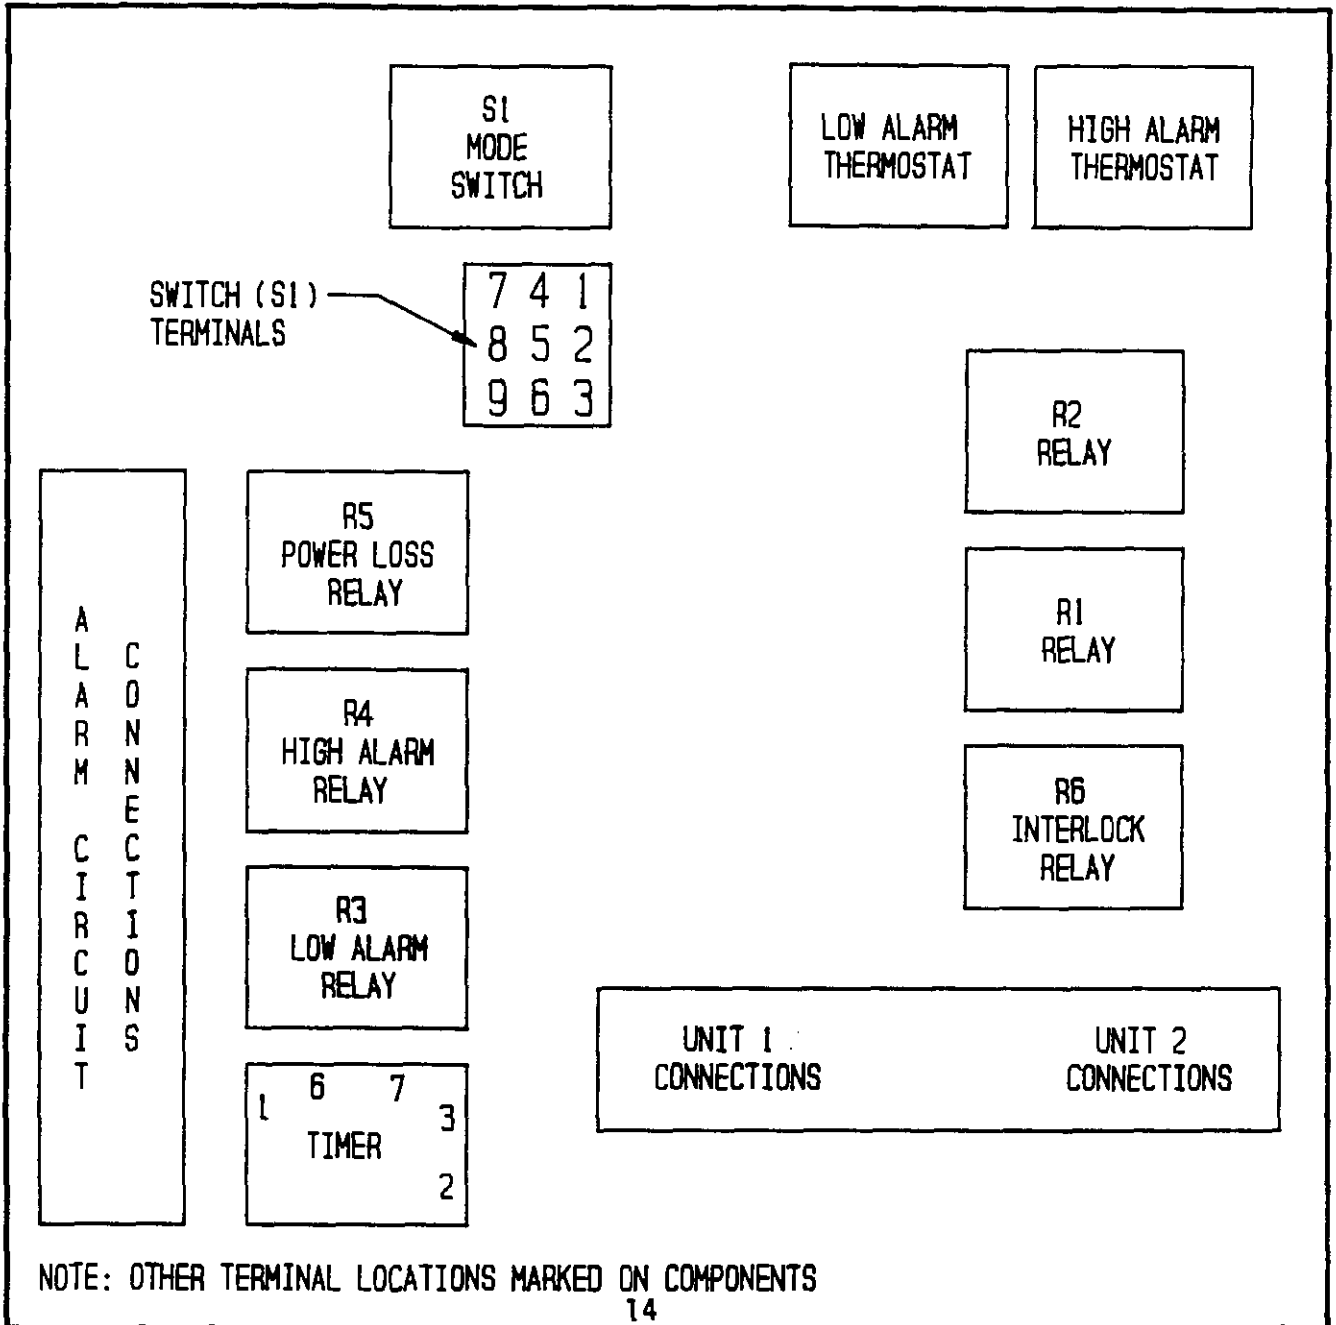 S1
MODE
SWITCH
LOW ALARM
THERMOSTAT
HIGH ALARM
THERMOSTAT
SWITCH (S1)
TERMINALS
7 4 1
8 5 2
9 6 3
R2
RELAY
R5
POWER LOSS
RELAY
R1
RELAY
ALARM CIRCUIT
CONNECTIONS
R4
HIGH ALARM
RELAY
R6
INTERLOCK
RELAY
R3
LOW ALARM
RELAY
UNIT 1
CONNECTIONS
UNIT 2
CONNECTIONS
1 6 7 3
TIMER
2
NOTE: OTHER TERMINAL LOCATIONS MARKED ON COMPONENTS
14